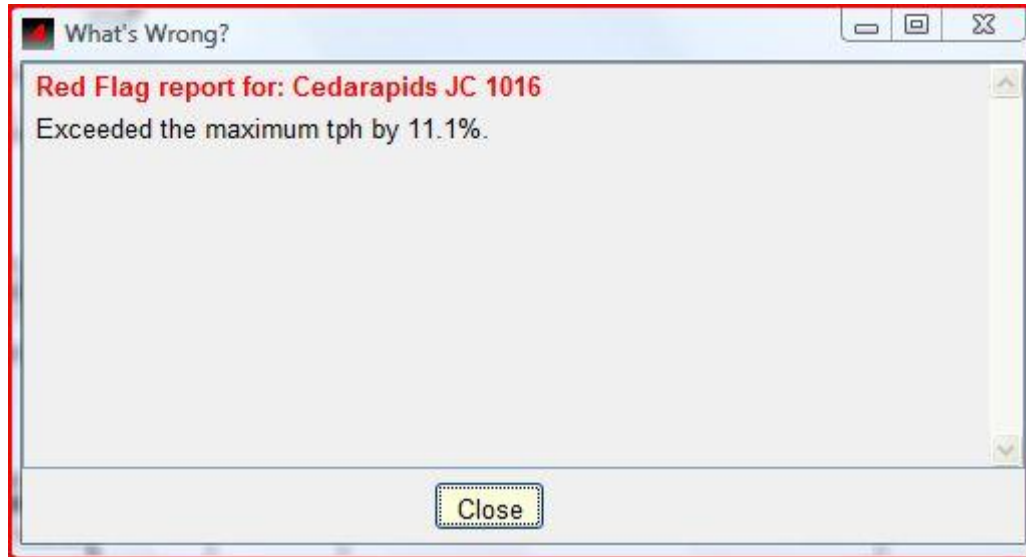 What's Wrong?
Red Flag report for: Cedarapids JC 1016
Exceeded the maximum tph by 11.1%.
Close